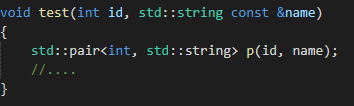 void test(int id, std::string const &name)
{
    std::pair<int, std::string> p(id, name);
    //....
}